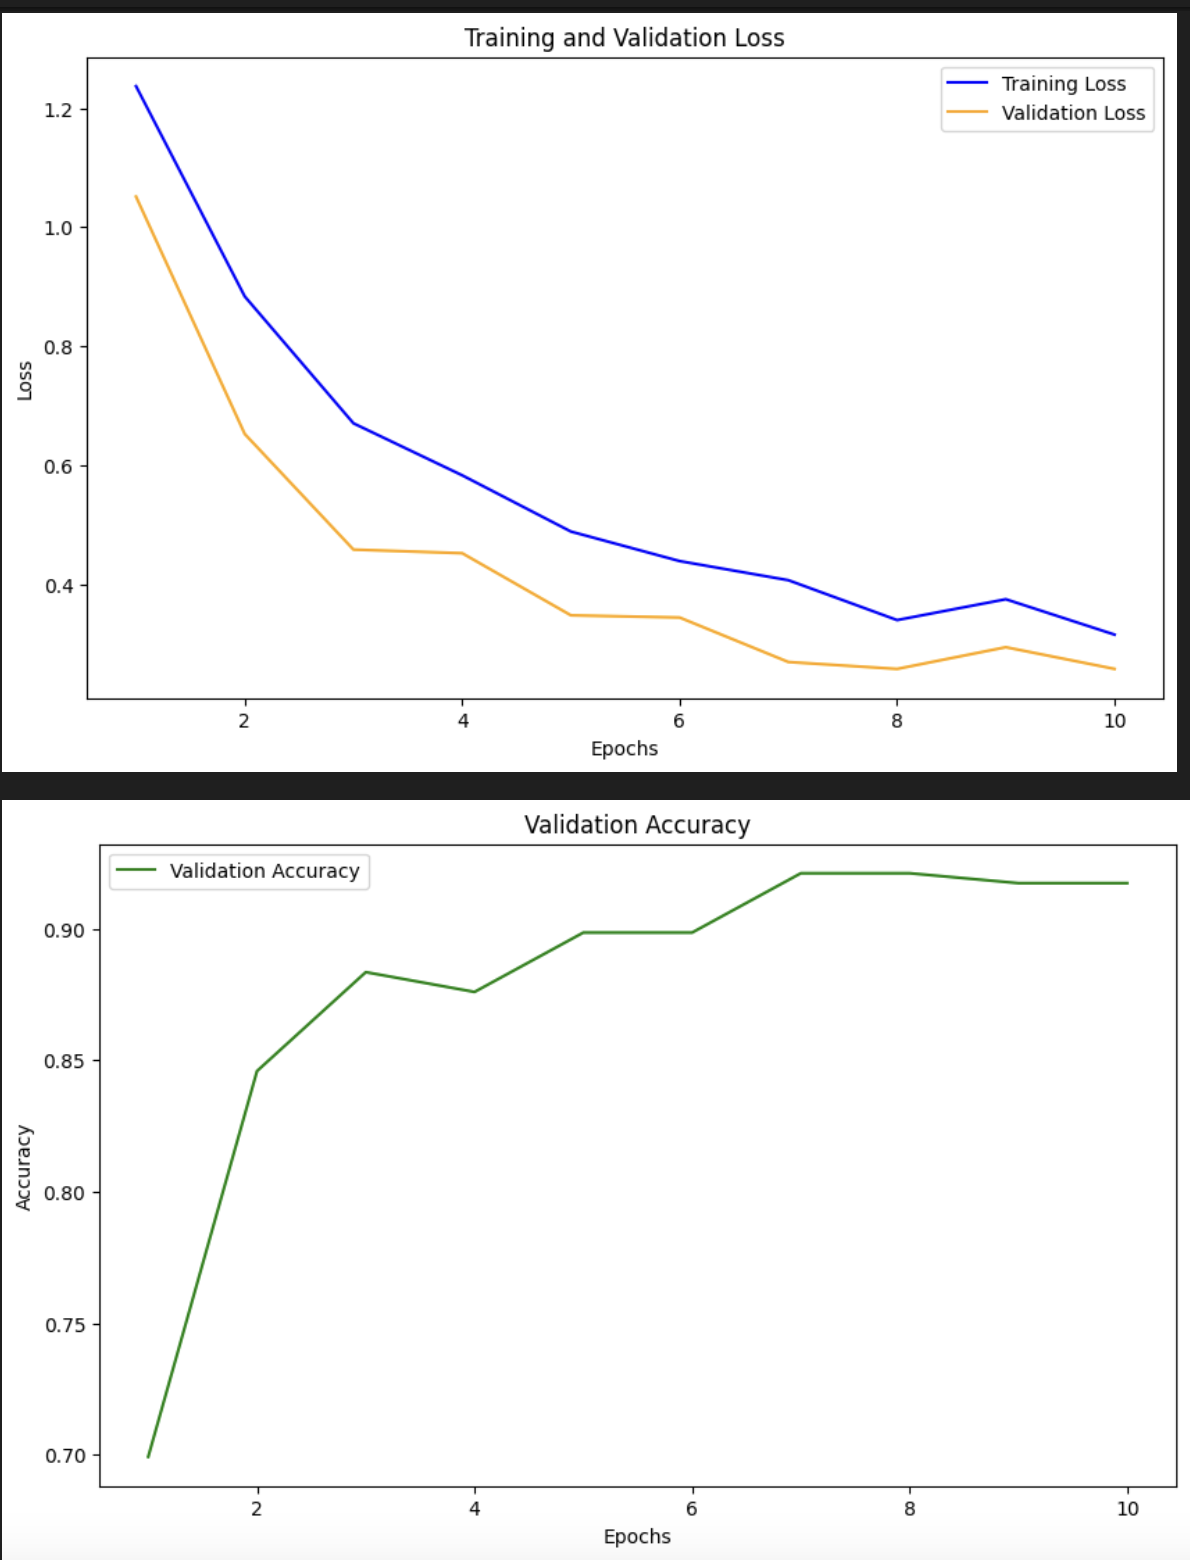 Training and Validation Loss
Training Loss
Validation Loss
1.2
1.0
0.8
0.6
0.4
Loss
2 4 6 8 10
Epochs
Validation Accuracy
Validation Accuracy
0.90
0.85
0.80
0.75
0.70
Accuracy
2 4 6 8 10
Epochs